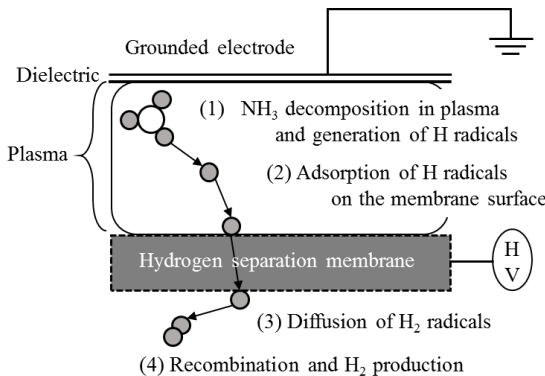 Grounded electrode
Dielectric
Plasma
(1) NH₃ decomposition in plasma
and generation of H radicals
(2) Adsorption of H radicals
on the membrane surface
Hydrogen separation membrane
H
V
(3) Diffusion of H₂ radicals
(4) Recombination and H₂ production